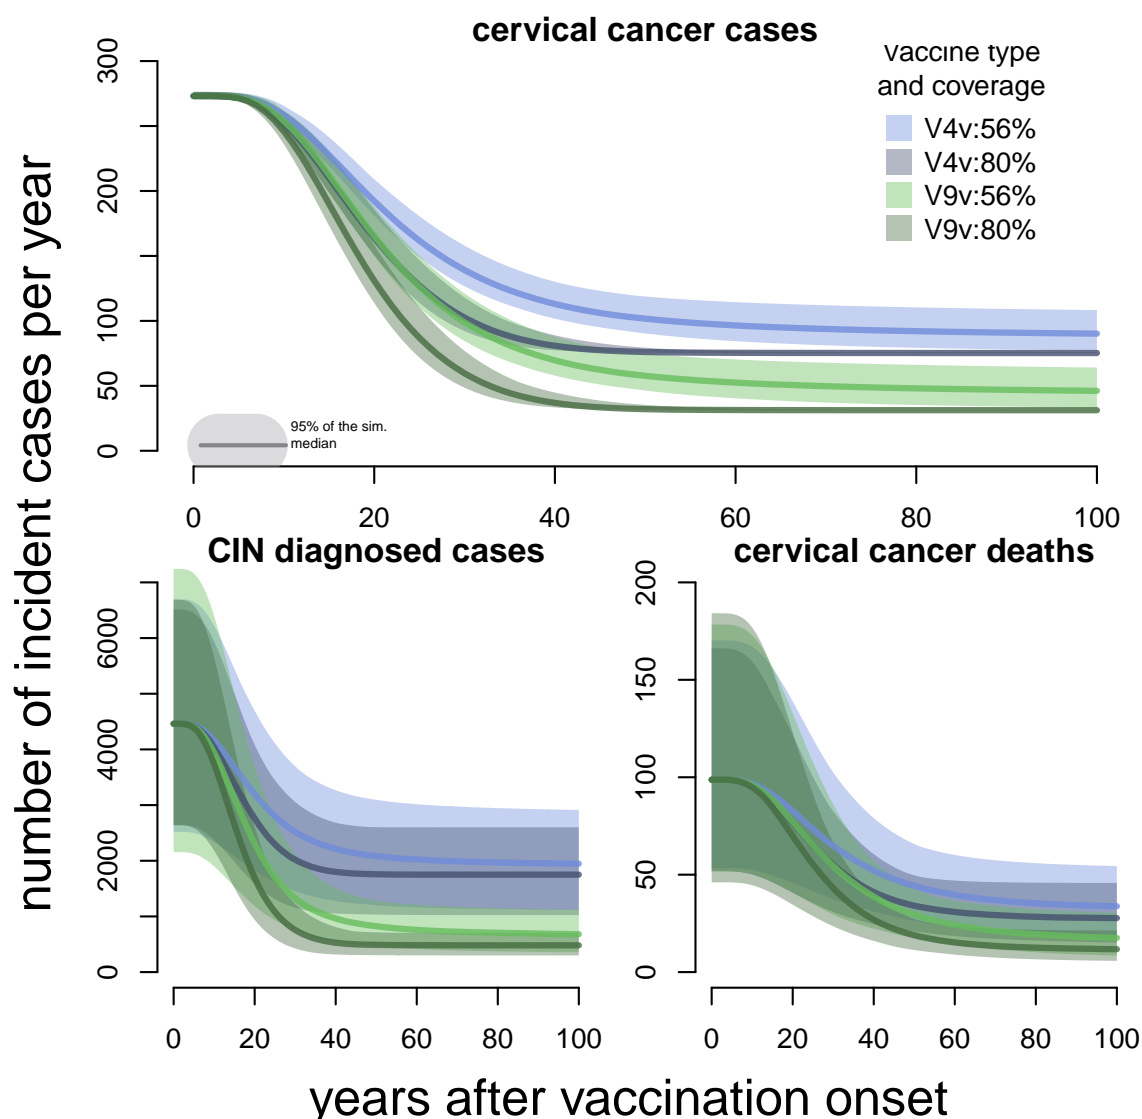 cervical cancer cases
number of incident cases per year
300
200
100
50
0
vaccine type
and coverage
V4v:56%
V4v:80%
V9v:56%
V9v:80%
95% of the sim.
median
0 20 40 60 80 100
CIN diagnosed cases
6000
4000
2000
0
0 20 40 60 80 100
cervical cancer deaths
200
150
100
50
0
0 20 40 60 80 100
years after vaccination onset